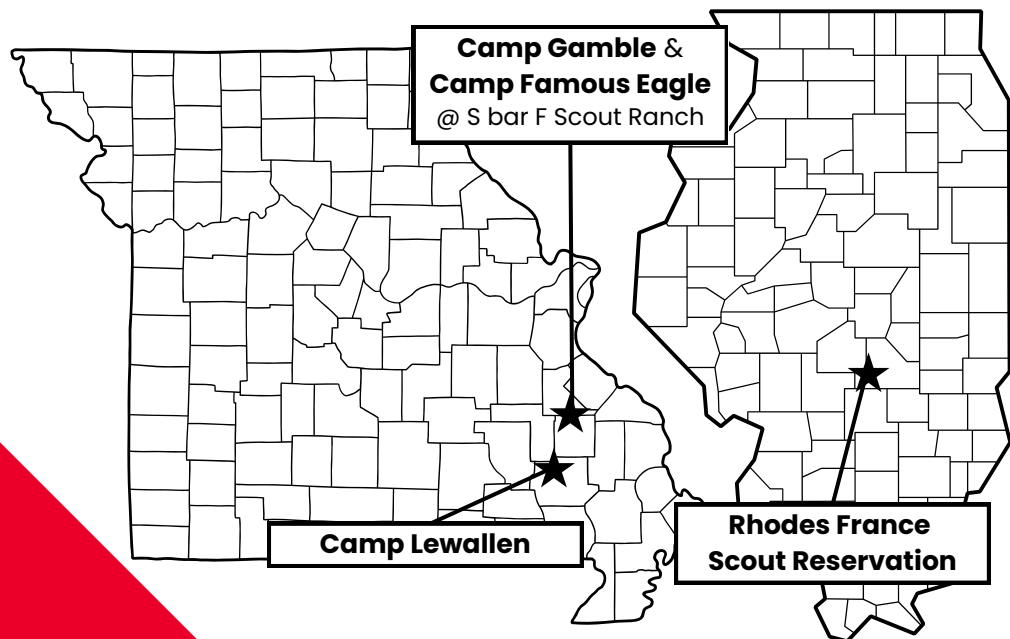 Camp Gamble &
Camp Famous Eagle
@ S bar F Scout Ranch
Camp Lewallen
Rhodes France
Scout Reservation